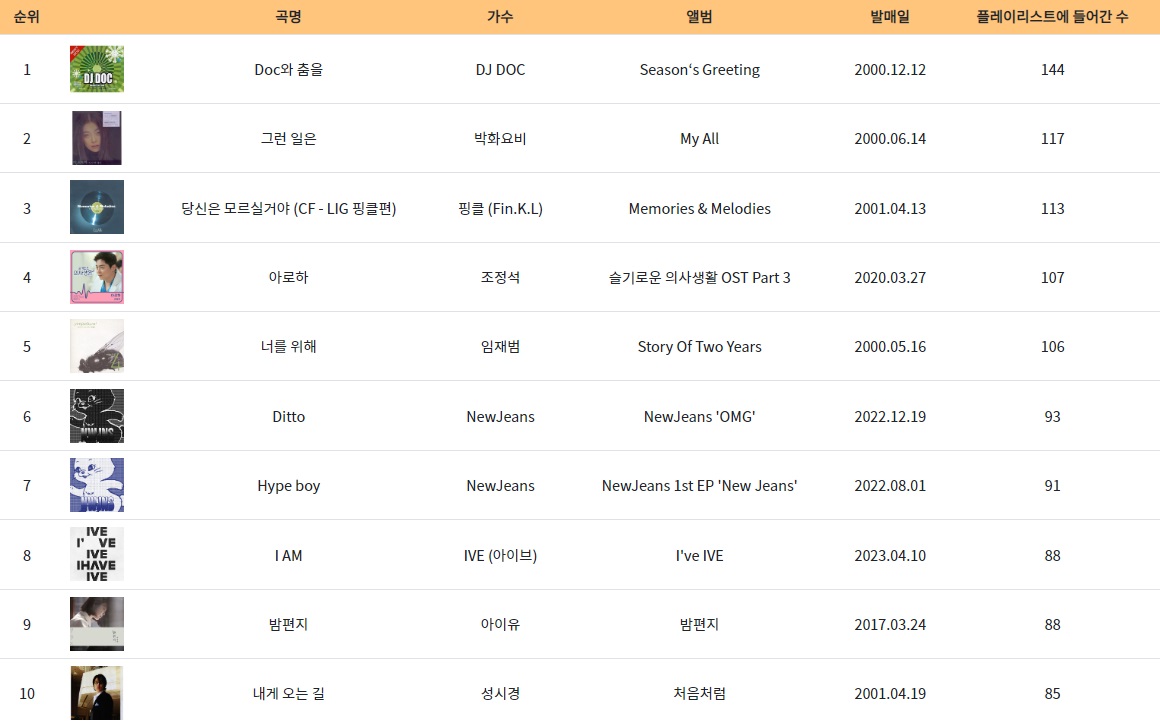 순위 곡명 가수 앨범 발매일 플레이리스트에 들어간 수
1 DJ DOC Doc와 춤을 DJ DOC Season‘s Greeting 2000.12.12 144
2 그런 일은 박화요비 My All 2000.06.14 117
3 당신은 모르실거야 (CF - LIG 핑클편) 핑클 (Fin.K.L) Memories & Melodies 2001.04.13 113
4 아로하 조정석 슬기로운 의사생활 OST Part 3 2020.03.27 107
5 너를 위해 임재범 Story Of Two Years 2000.05.16 106
6 Ditto NewJeans NewJeans 'OMG' 2022.12.19 93
7 Hype boy NewJeans NewJeans 1st EP 'New Jeans' 2022.08.01 91
IVE
I' VE
IVE
8 I AM IVE (아이브) I've IVE 2023.04.10 88
IHAVE
IVE
9 밤편지 아이유 밤편지 2017.03.24 88
10 내게 오는 길 성시경 처음처럼 2001.04.19 85